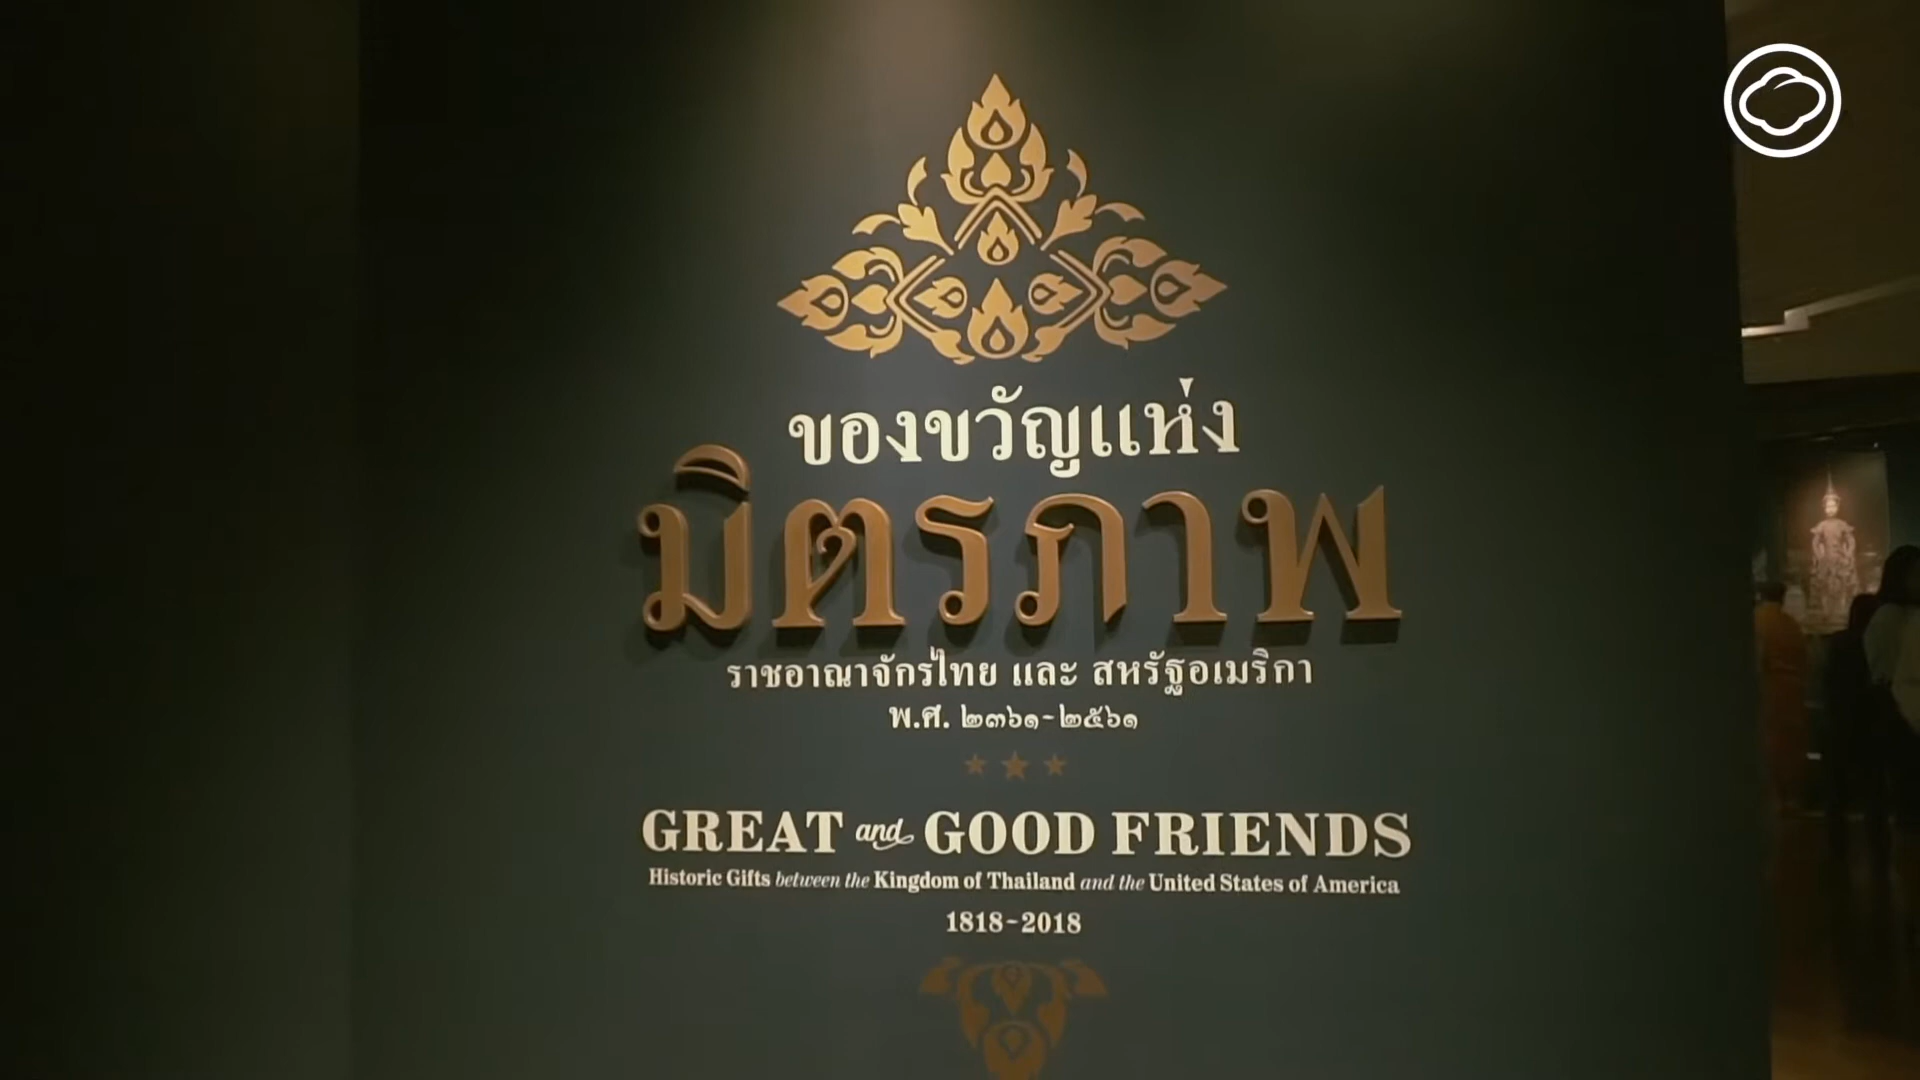 ของขวัญแห่ง
มิตรภาพ
ราชอาณาจักรไทย และ สหรัฐอเมริกา
พ.ศ. ๒๓๖๑-๒๕๖๑
GREAT and GOOD FRIENDS
Historic Gifts between the Kingdom of Thailand and the United States of America
1818-2018